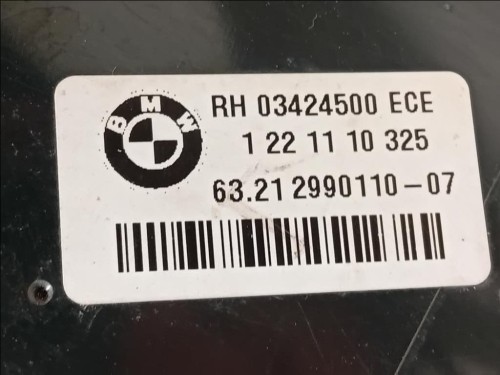 BMW
RH 03424500 ECE
1 22 11 10 325
63.21 2990110-07